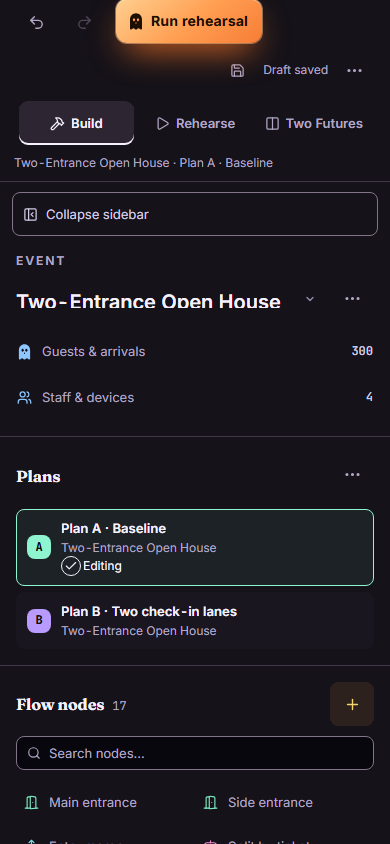 Run rehearsal
Draft saved
Build
Rehearse
Two Futures
Two-Entrance Open House · Plan A · Baseline
Collapse sidebar
EVENT
Two-Entrance Open House
Guests & arrivals
300
Staff & devices
4
Plans
A
Plan A · Baseline
Two-Entrance Open House
Editing
B
Plan B · Two check-in lanes
Two-Entrance Open House
Flow nodes 17
Search nodes...
Main entrance
Side entrance